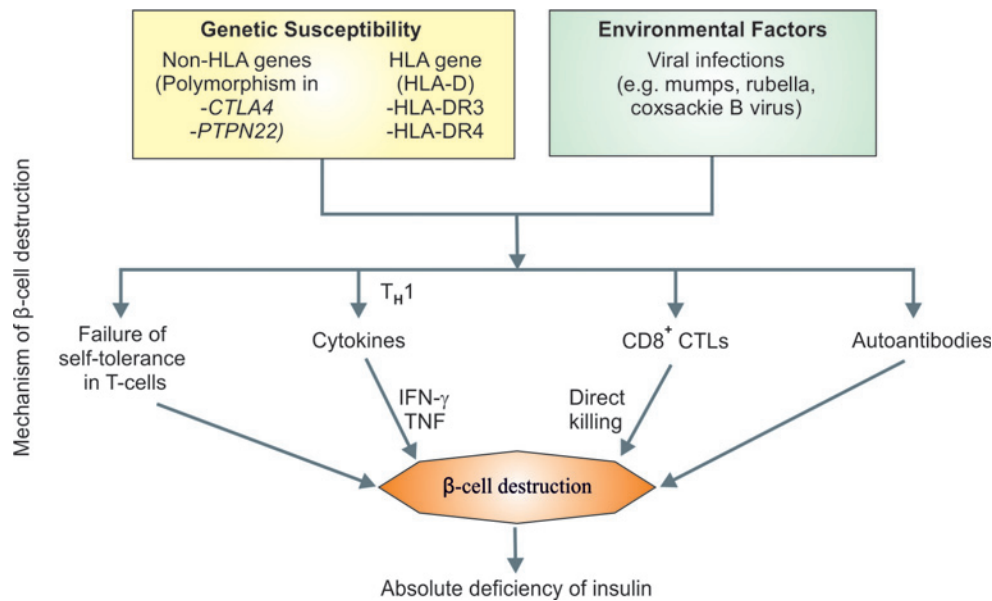 Genetic Susceptibility
Non-HLA genes
(Polymorphism in
-CTLA4
-PTPN22)
HLA gene
(HLA-D)
-HLA-DR3
-HLA-DR4
Environmental Factors
Viral infections
(e.g. mumps, rubella,
coxsackie B virus)
Mechanism of β-cell destruction
Failure of
self-tolerance
in T-cells
TH1
Cytokines
CD8+ CTLs
Autoantibodies
IFN-γ
TNF
Direct
killing
β-cell destruction
Absolute deficiency of insulin